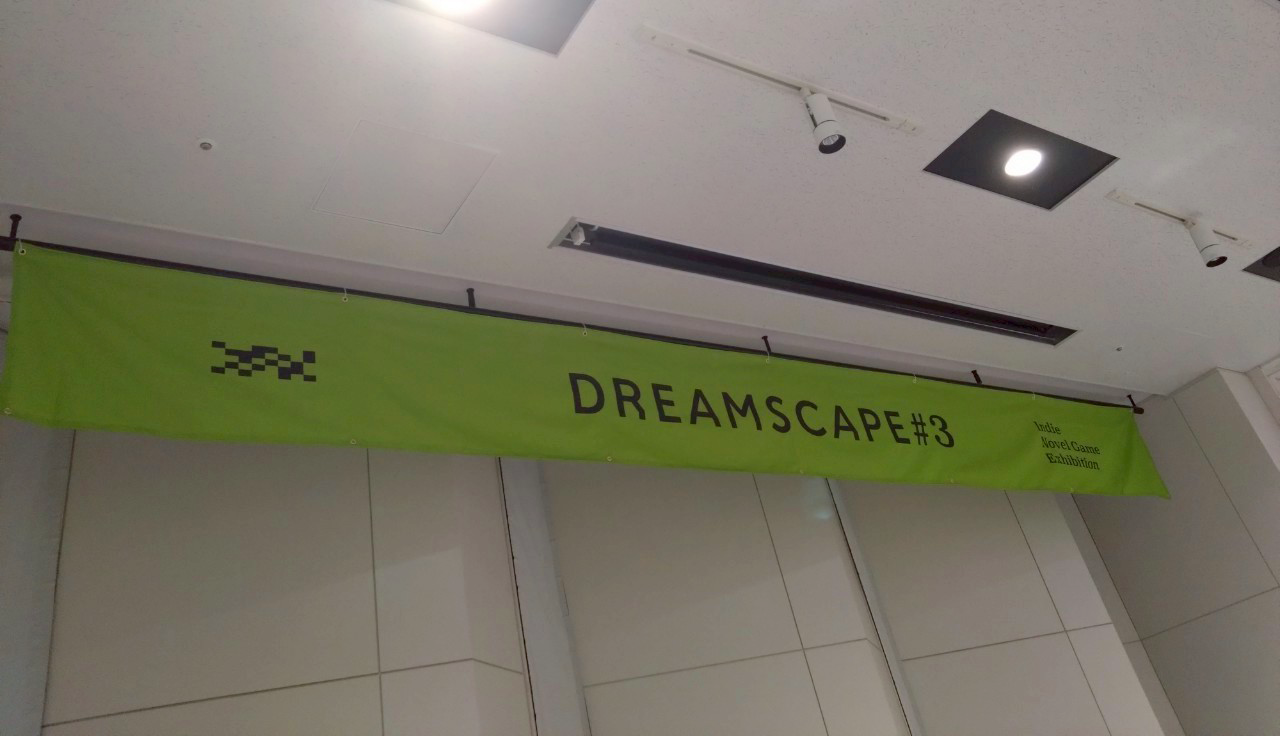 DREAMSCAPE#3
Indie
Novel Game
Exhibition